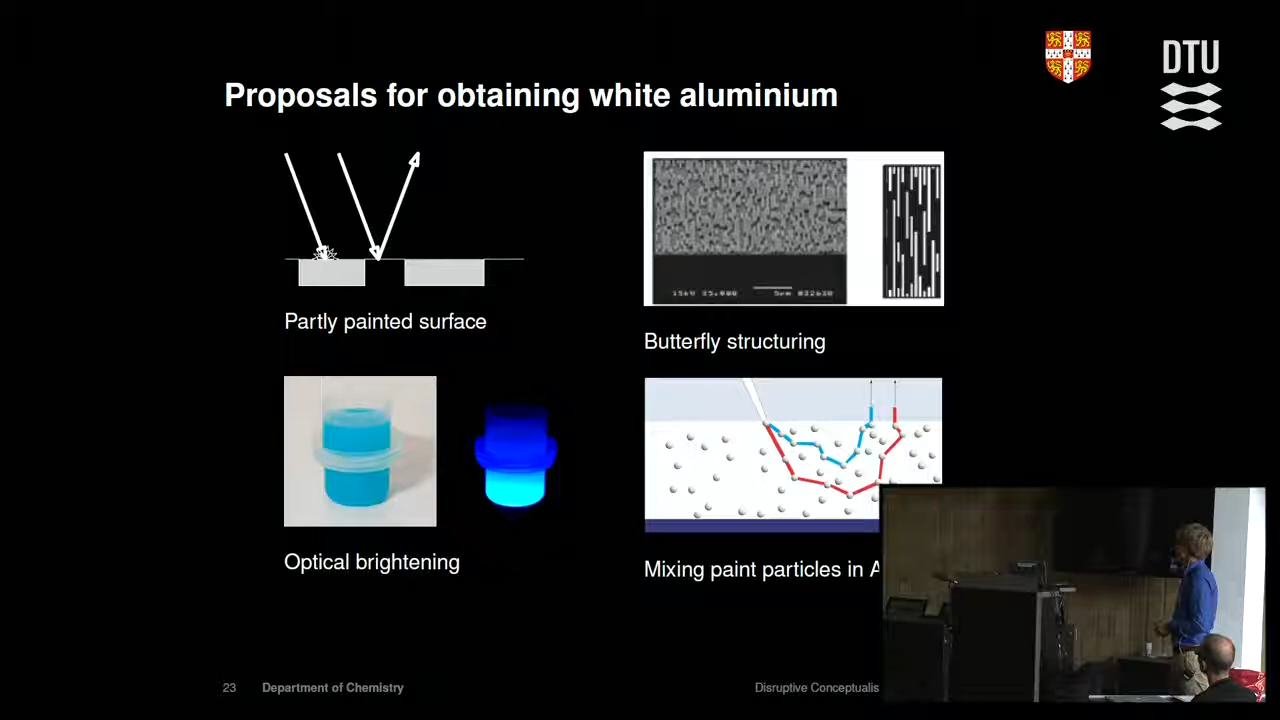 DTU
Proposals for obtaining white aluminium
Partly painted surface
Butterfly structuring
Optical brightening
Mixing paint particles in A
23 Department of Chemistry
Disruptive Conceptualis